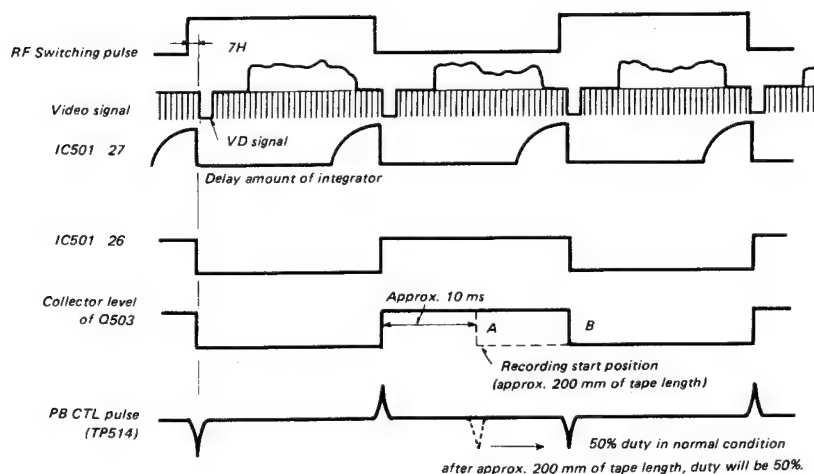 RF Switching pulse
7H
Video signal
VD signal
IC501 27
Delay amount of integrator
IC501 26
Collector level
of Q503
Approx. 10 ms
A
B
Recording start position
(approx. 200 mm of tape length)
PB CTL pulse
(TP514)
50% duty in normal condition
after approx. 200 mm of tape length, duty will be 50%.